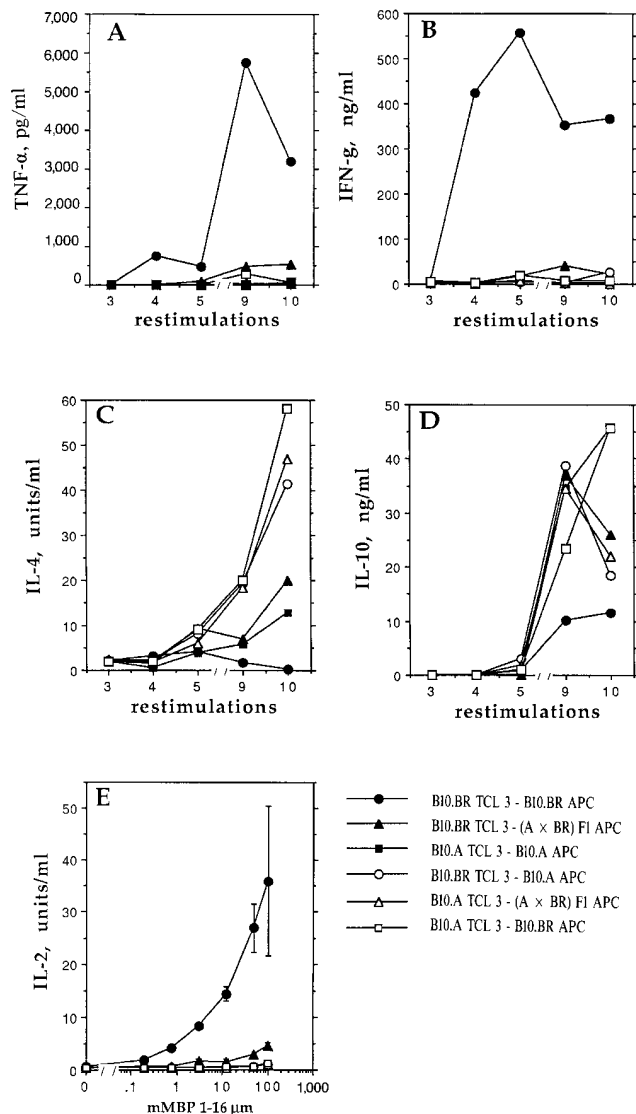 A
TNF-α, pg/ml
7,000
6,000
5,000
4,000
3,000
2,000
1,000
0
3 4 5 // 9 10
restimulations
B
IFN-g, ng/ml
600
500
400
300
200
100
50
0
3 4 5 // 9 10
restimulations
C
IL-4, units/ml
60
50
40
30
20
10
0
3 4 5 // 9 10
restimulations
D
IL-10, ng/ml
50
40
30
20
10
0
3 4 5 // 9 10
restimulations
E
IL-2, units/ml
50
40
30
20
10
5
0
0 // .1 1 10 100 1,000
mMBP 1-16 μm
B10.BR TCL 3 - B10.BR APC
B10.BR TCL 3 - (A × BR) F1 APC
B10.A TCL 3 - B10.A APC
B10.BR TCL 3 - B10.A APC
B10.A TCL 3 - (A × BR) F1 APC
B10.A TCL 3 - B10.BR APC